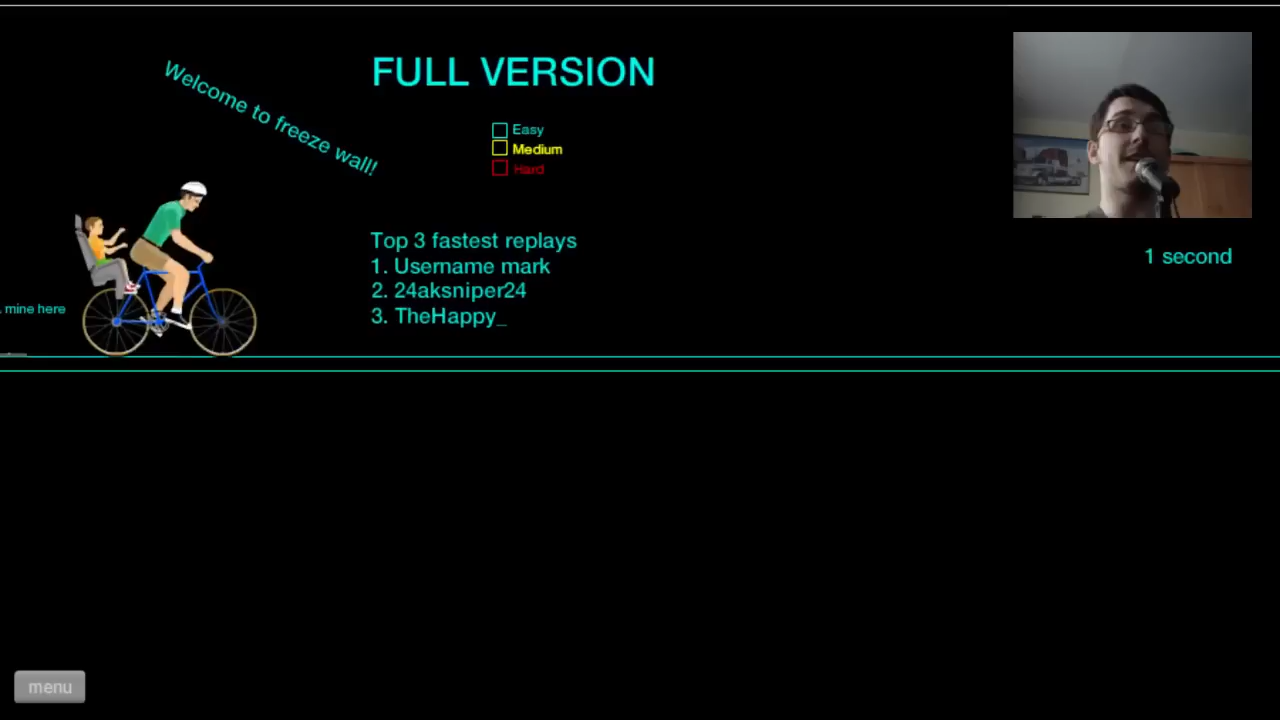 Welcome to freeze wall!
FULL VERSION
Easy
Medium
Hard
Top 3 fastest replays
1. Username mark
2. 24aksniper24
3. TheHappy_
1 second
mine here
menu